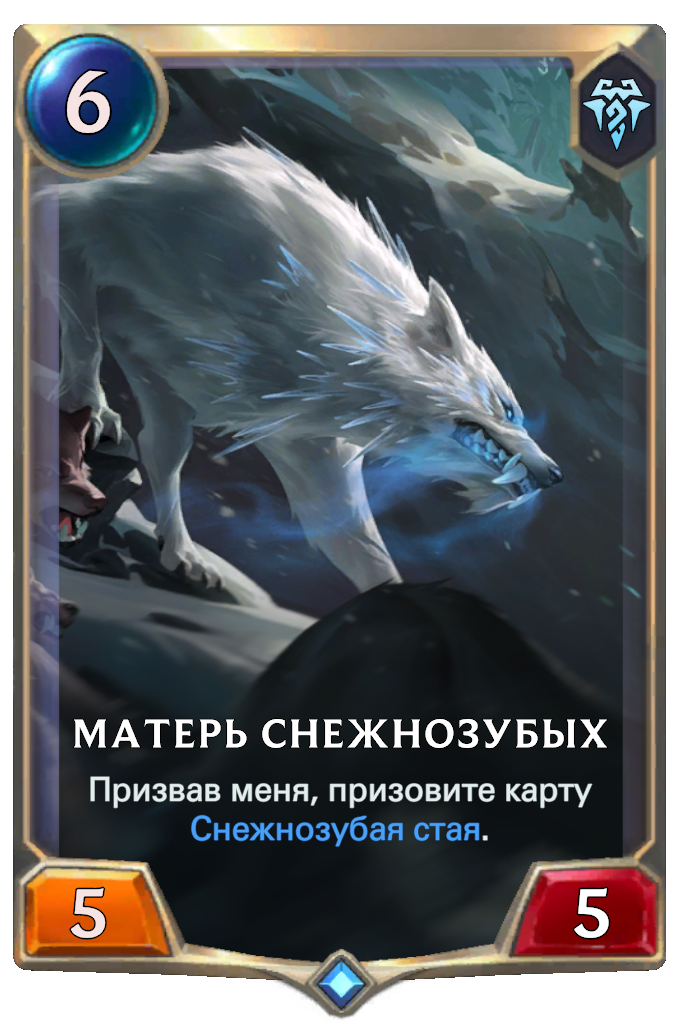 6
МАТЕРЬ СНЕЖНОЗУБЫХ
Призвав меня, призовите карту
Снежнозубая стая.
5
5